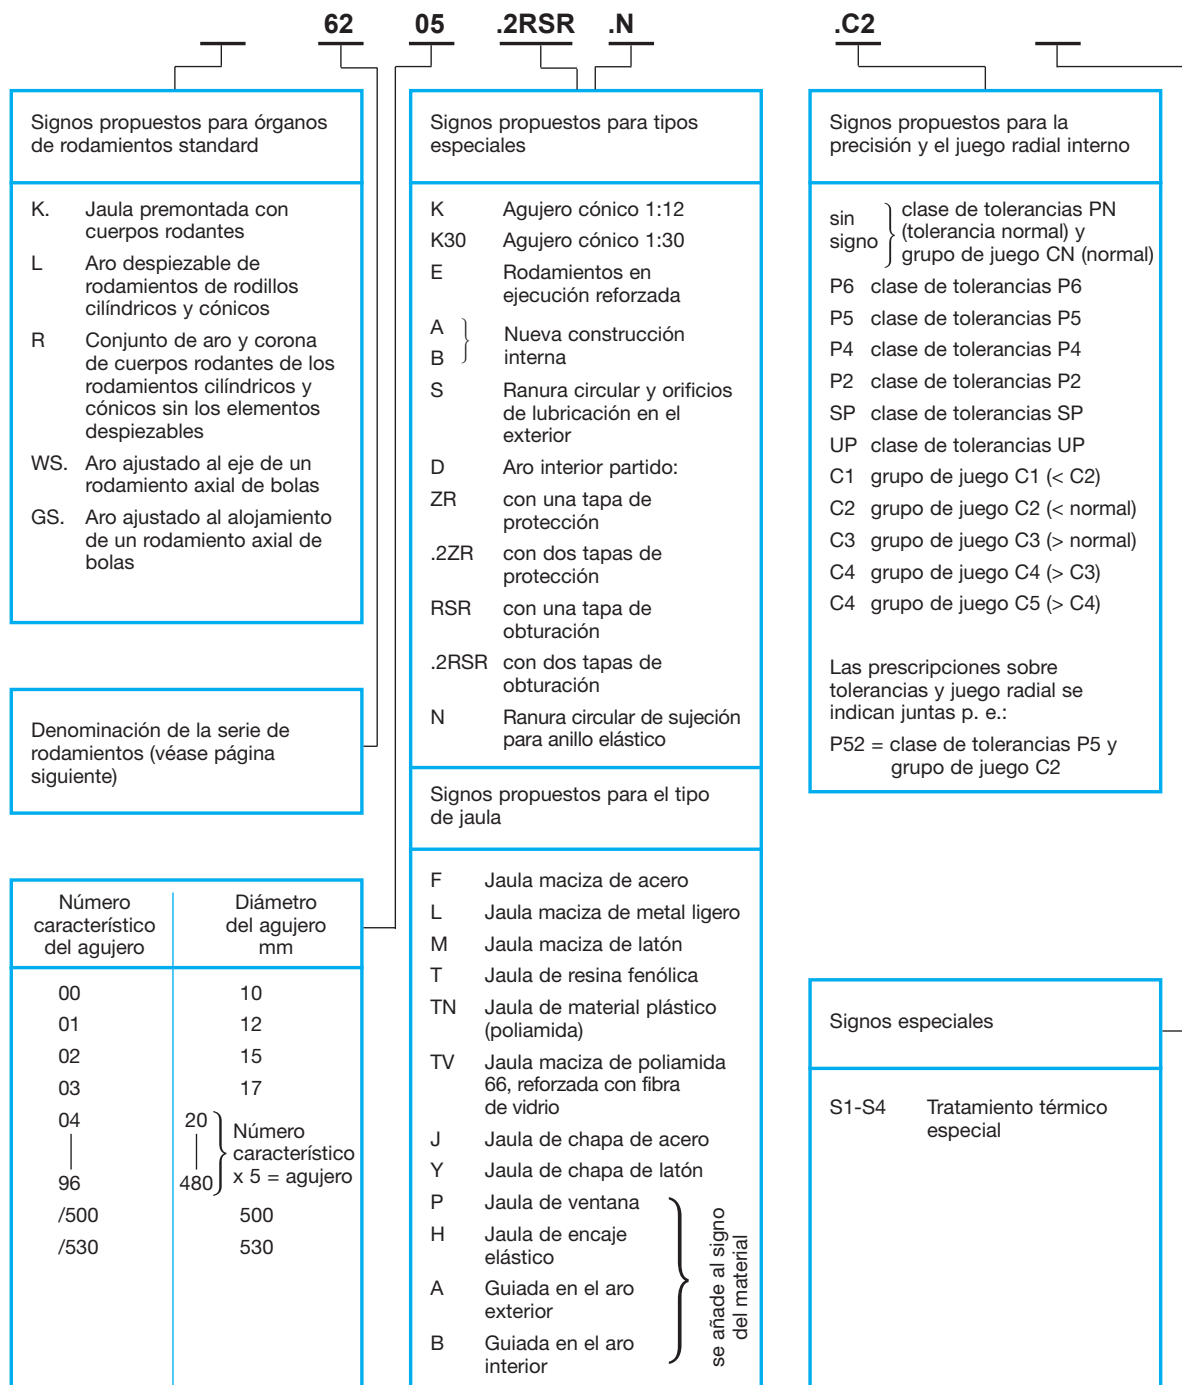 62 05 .2RSR .N .C2
Signos propuestos para órganos
de rodamientos standard
K. Jaula premontada con
cuerpos rodantes
L Aro despiezable de
rodamientos de rodillos
cilíndricos y cónicos
R Conjunto de aro y corona
de cuerpos rodantes de los
rodamientos cilíndricos y
cónicos sin los elementos
despiezables
WS. Aro ajustado al eje de un
rodamiento axial de bolas
GS. Aro ajustado al alojamiento
de un rodamiento axial de
bolas
Denominación de la serie de
rodamientos (véase página
siguiente)
Número
característico
del agujero
Diámetro
del agujero
mm
00 10
01 12
02 15
03 17
04 20
96 480
Número
característico
x 5 = agujero
/500 500
/530 530
Signos propuestos para tipos
especiales
K Agujero cónico 1:12
K30 Agujero cónico 1:30
E Rodamientos en
ejecución reforzada
A
B
Nueva construcción
interna
S Ranura circular y orificios
de lubricación en el
exterior
D Aro interior partido:
ZR con una tapa de
protección
.2ZR con dos tapas de
protección
RSR con una tapa de
obturación
.2RSR con dos tapas de
obturación
N Ranura circular de sujeción
para anillo elástico
Signos propuestos para el tipo
de jaula
F Jaula maciza de acero
L Jaula maciza de metal ligero
M Jaula maciza de latón
T Jaula de resina fenólica
TN Jaula de material plástico
(poliamida)
TV Jaula maciza de poliamida
66, reforzada con fibra
de vidrio
J Jaula de chapa de acero
Y Jaula de chapa de latón
P Jaula de ventana
H Jaula de encaje
elástico
A Guiada en el aro
exterior
B Guiada en el aro
interior
se añade al signo
del material
Signos propuestos para la
precisión y el juego radial interno
sin
signo
clase de tolerancias PN
(tolerancia normal) y
grupo de juego CN (normal)
P6 clase de tolerancias P6
P5 clase de tolerancias P5
P4 clase de tolerancias P4
P2 clase de tolerancias P2
SP clase de tolerancias SP
UP clase de tolerancias UP
C1 grupo de juego C1 (< C2)
C2 grupo de juego C2 (< normal)
C3 grupo de juego C3 (> normal)
C4 grupo de juego C4 (> C3)
C4 grupo de juego C5 (> C4)
Las prescripciones sobre
tolerancias y juego radial se
indican juntas p. e.:
P52 = clase de tolerancias P5 y
grupo de juego C2
Signos especiales
S1-S4 Tratamiento térmico
especial